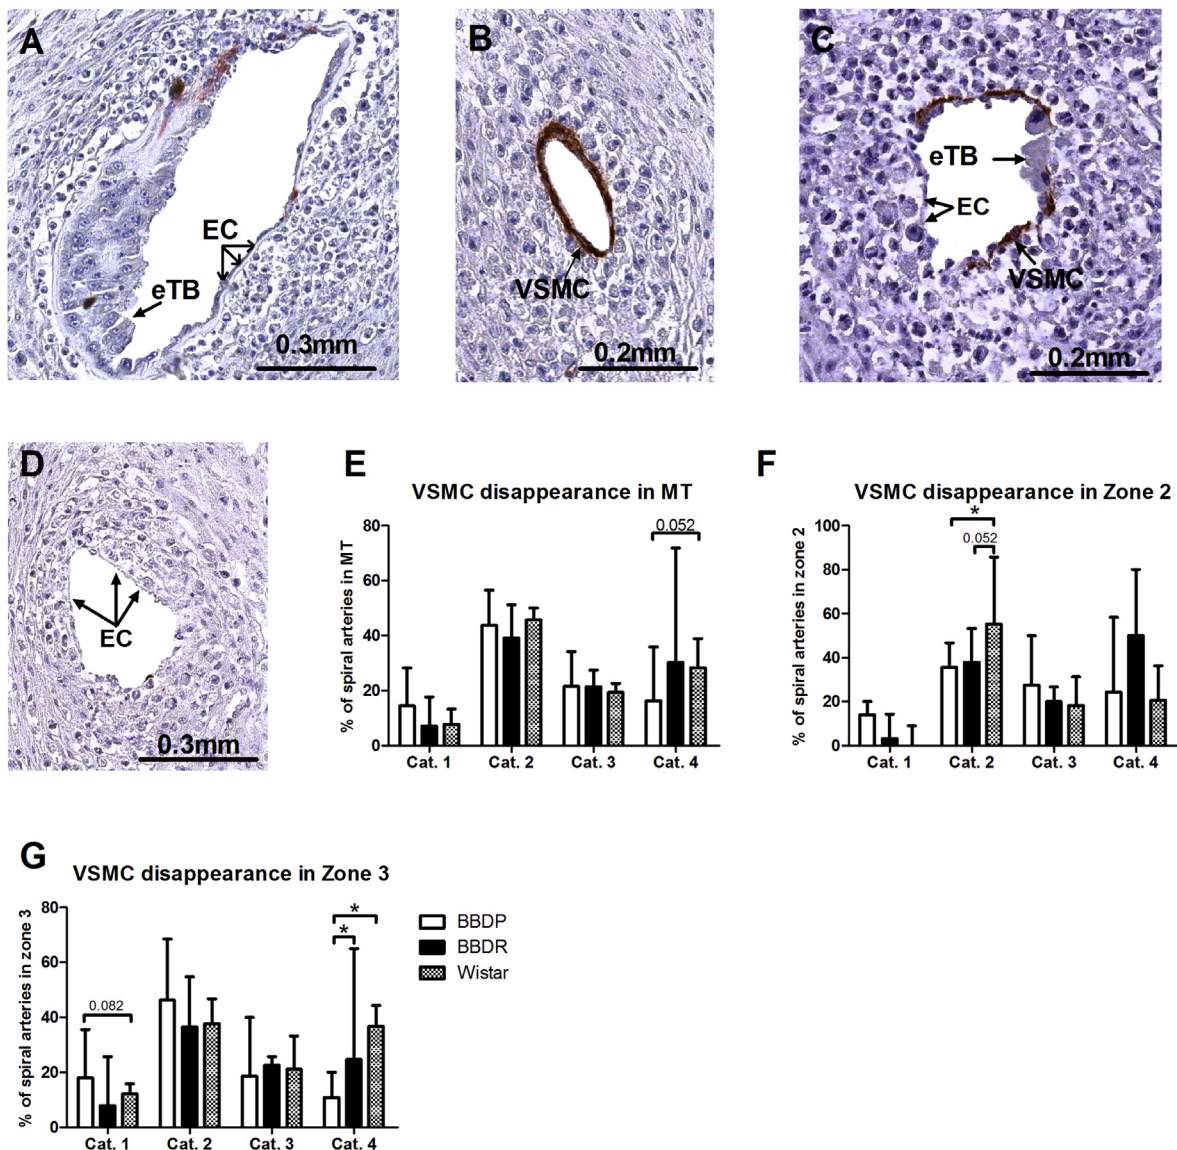 A
EC
eTB
0.3mm
B
VSMC
0.2mm
C
eTB
EC
VSMC
0.2mm
D
EC
0.3mm
E
VSMC disappearance in MT
% of spiral arteries in MT
80
60
40
20
0
0.052
Cat. 1 Cat. 2 Cat. 3 Cat. 4
F
VSMC disappearance in Zone 2
% of spiral arteries in zone 2
100
80
60
40
20
0
*
0.052
Cat. 1 Cat. 2 Cat. 3 Cat. 4
G
VSMC disappearance in Zone 3
% of spiral arteries in zone 3
80
60
40
20
0
0.082
*
*
Cat. 1 Cat. 2 Cat. 3 Cat. 4
BBDP
BBDR
Wistar